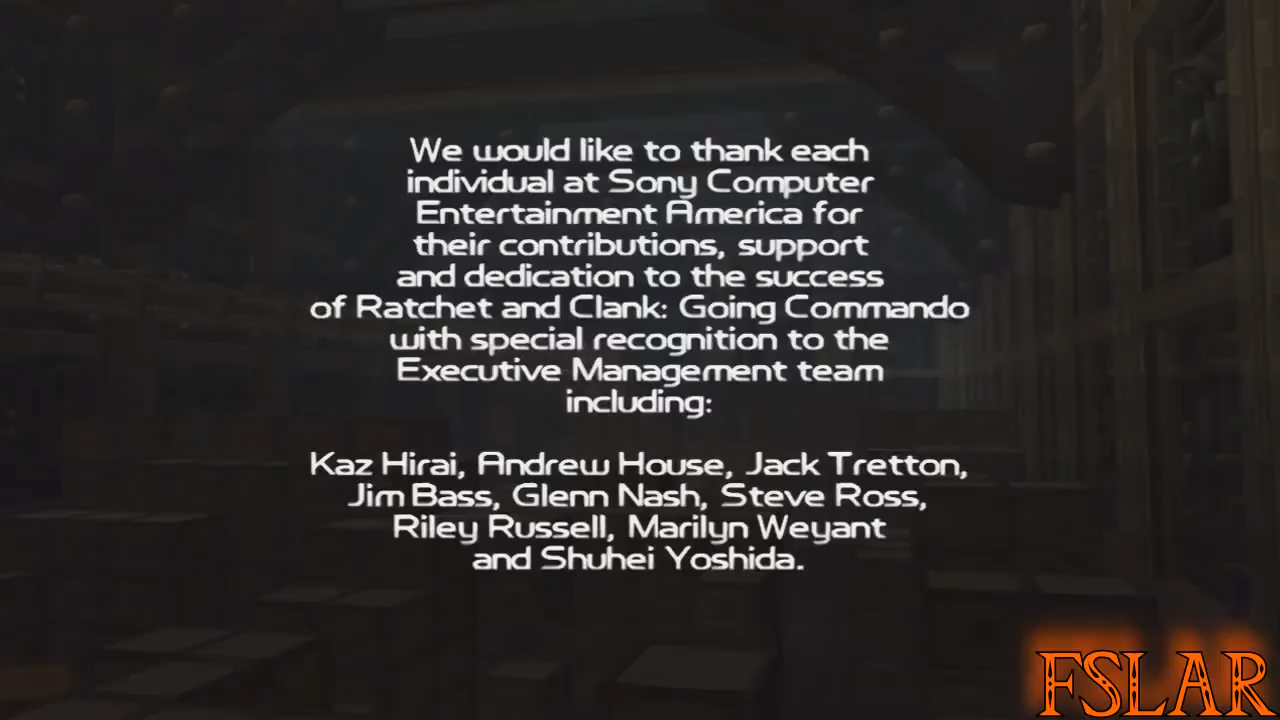 We would like to thank each
individual at Sony Computer
Entertainment America for
their contributions, support
and dedication to the success
of Ratchet and Clank: Going Commando
with special recognition to the
Executive Management team
including:
Kaz Hirai, Andrew House, Jack Tretton,
Jim Bass, Glenn Nash, Steve Ross,
Riley Russell, Marilyn Weyant
and Shuhei Yoshida.
FSLAR